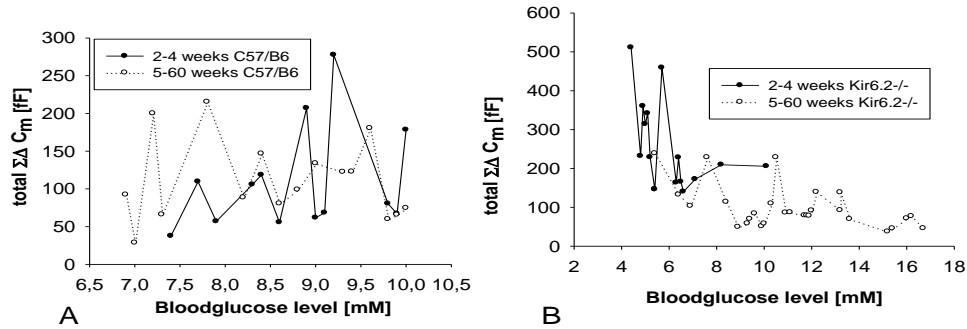 300
250
200
150
100
50
0
total ΣΔ Cm [fF]
2-4 weeks C57/B6
5-60 weeks C57/B6
6,5 7,0 7,5 8,0 8,5 9,0 9,5 10,0 10,5
Bloodglucose level [mM]
A
600
500
400
300
200
100
0
total ΣΔ Cm [fF]
2-4 weeks Kir6.2-/-
5-60 weeks Kir6.2-/-
2 4 6 8 10 12 14 16 18
Bloodglucose level [mM]
B